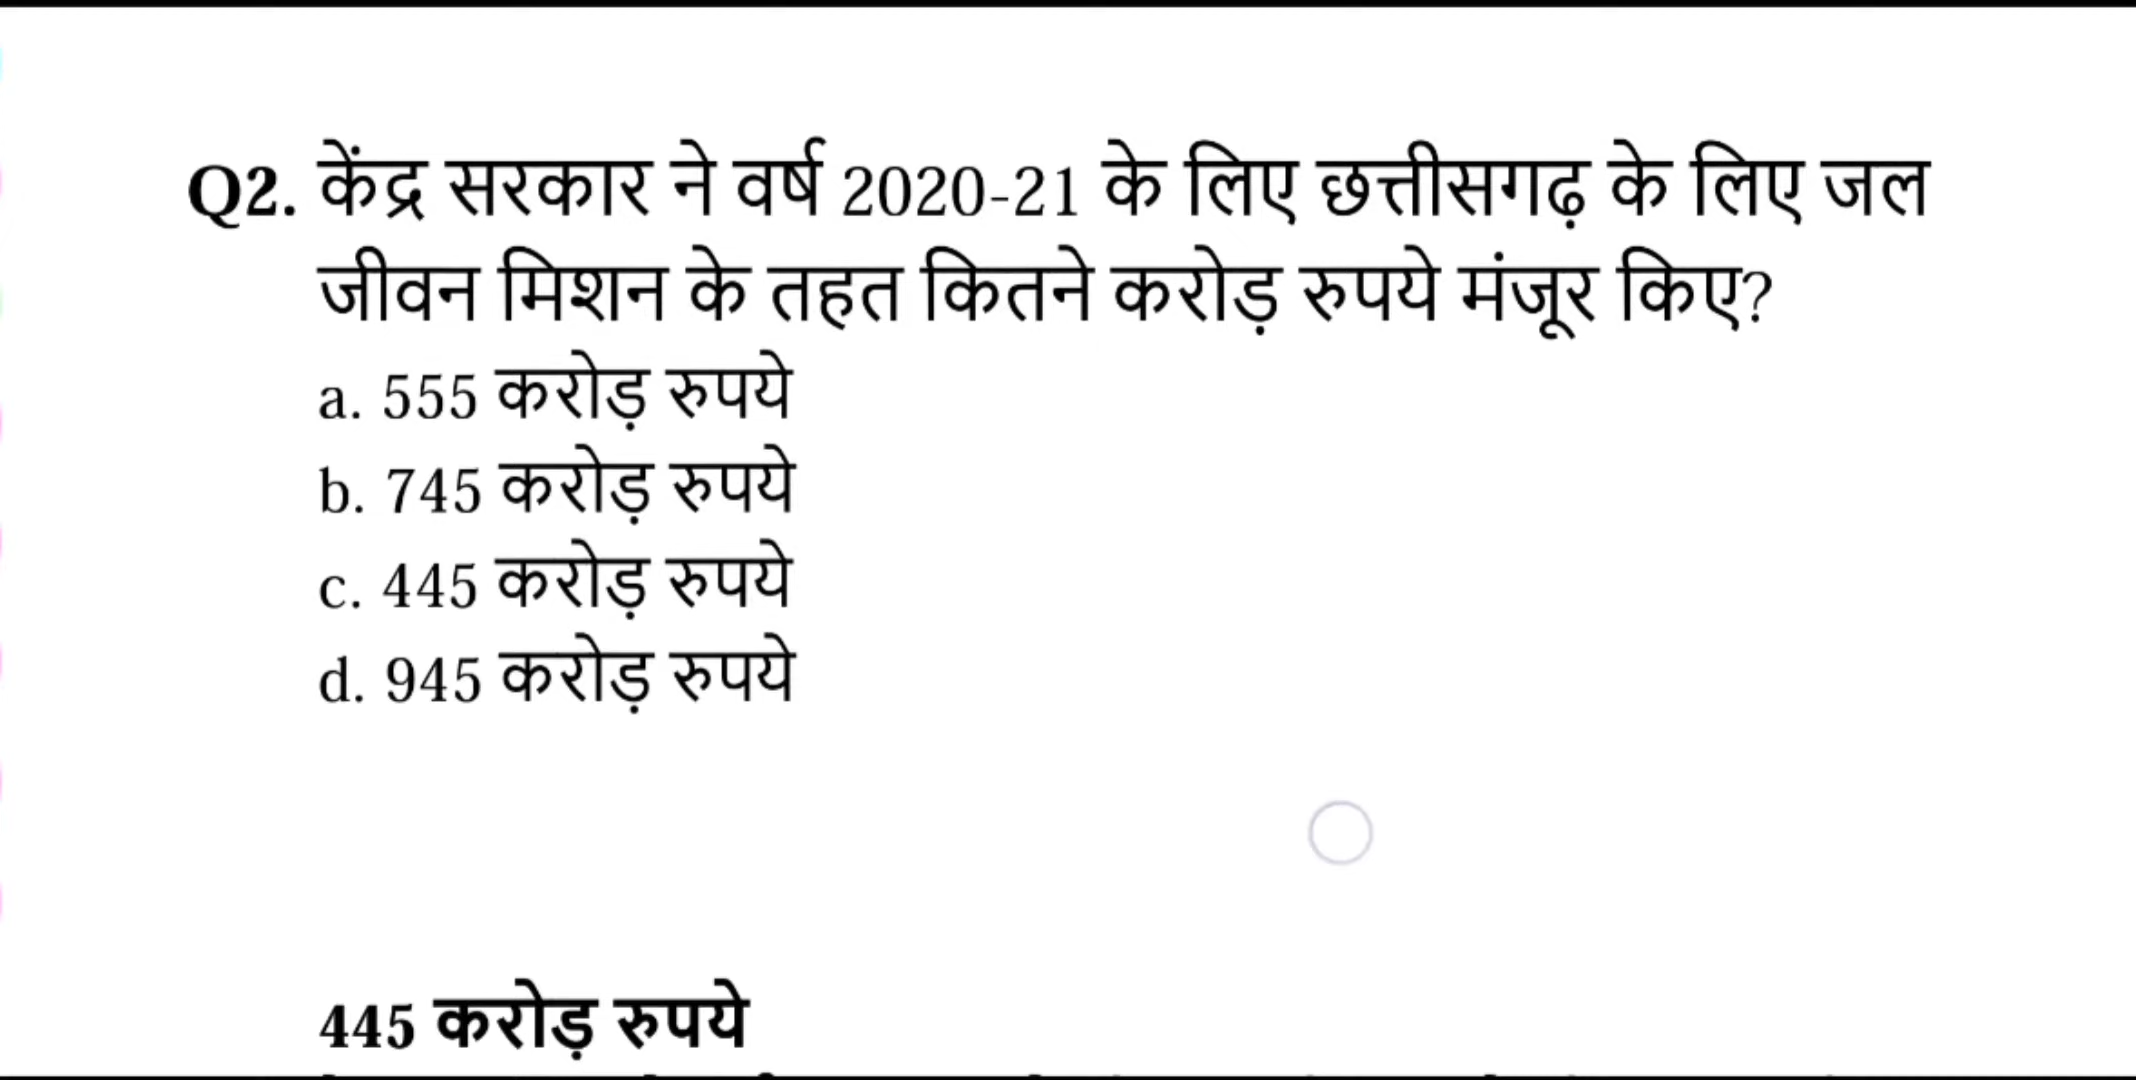 Q2. केंद्र सरकार ने वर्ष 2020-21 के लिए छत्तीसगढ़ के लिए जल
जीवन मिशन के तहत कितने करोड़ रुपये मंजूर किए?
a. 555 करोड़ रुपये
b. 745 करोड़ रुपये
c. 445 करोड़ रुपये
d. 945 करोड़ रुपये
445 करोड़ रुपये